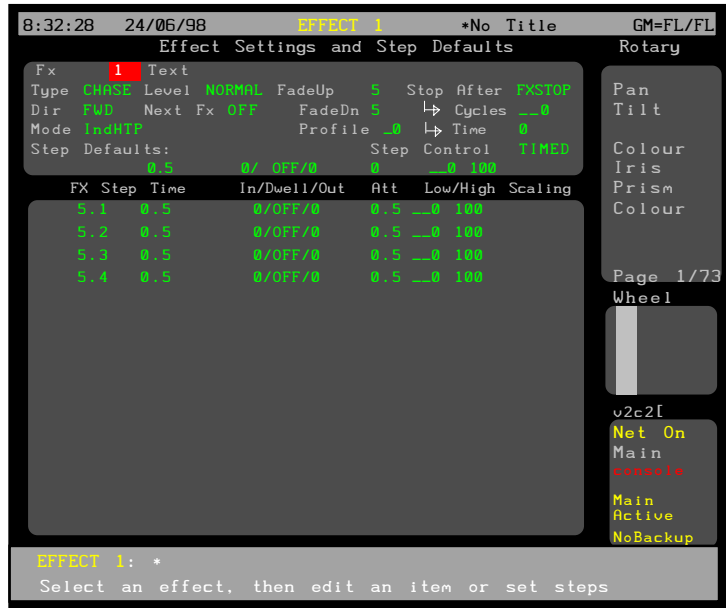 8:32:28 24/06/98 EFFECT 1 *No Title GM=FL/FL
Effect Settings and Step Defaults
Fx 1 Text
Type CHASE Level NORMAL FadeUp 5 Stop After FXSTOP
Dir FWD Next Fx OFF FadeDn 5 ↳ Cycles __0
Mode IndHTP Profile _0 ↳ Time 0
Step Defaults: Step Control TIMED
0.5 0/ OFF/0 0 __0 100
FX Step Time In/Dwell/Out Att Low/High Scaling
5.1 0.5 0/OFF/0 0.5 __0 100
5.2 0.5 0/OFF/0 0.5 __0 100
5.3 0.5 0/OFF/0 0.5 __0 100
5.4 0.5 0/OFF/0 0.5 __0 100
Rotary
Pan
Tilt
Colour
Iris
Prism
Colour
Page 1/73
Wheel
v2c2[
Net On
Main
console
Main
Active
NoBackup
EFFECT 1: *
Select an effect, then edit an item or set steps